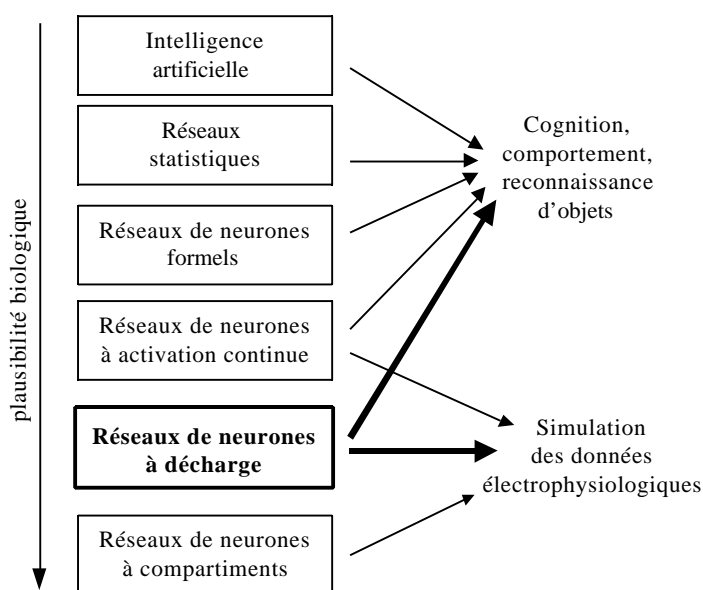 plausibilité biologique
Intelligence
artificielle
Réseaux
statistiques
Réseaux de neurones
formels
Réseaux de neurones
à activation continue
Réseaux de neurones
à décharge
Réseaux de neurones
à compartiments
Cognition,
comportement,
reconnaissance
d'objets
Simulation
des données
électrophysiologiques